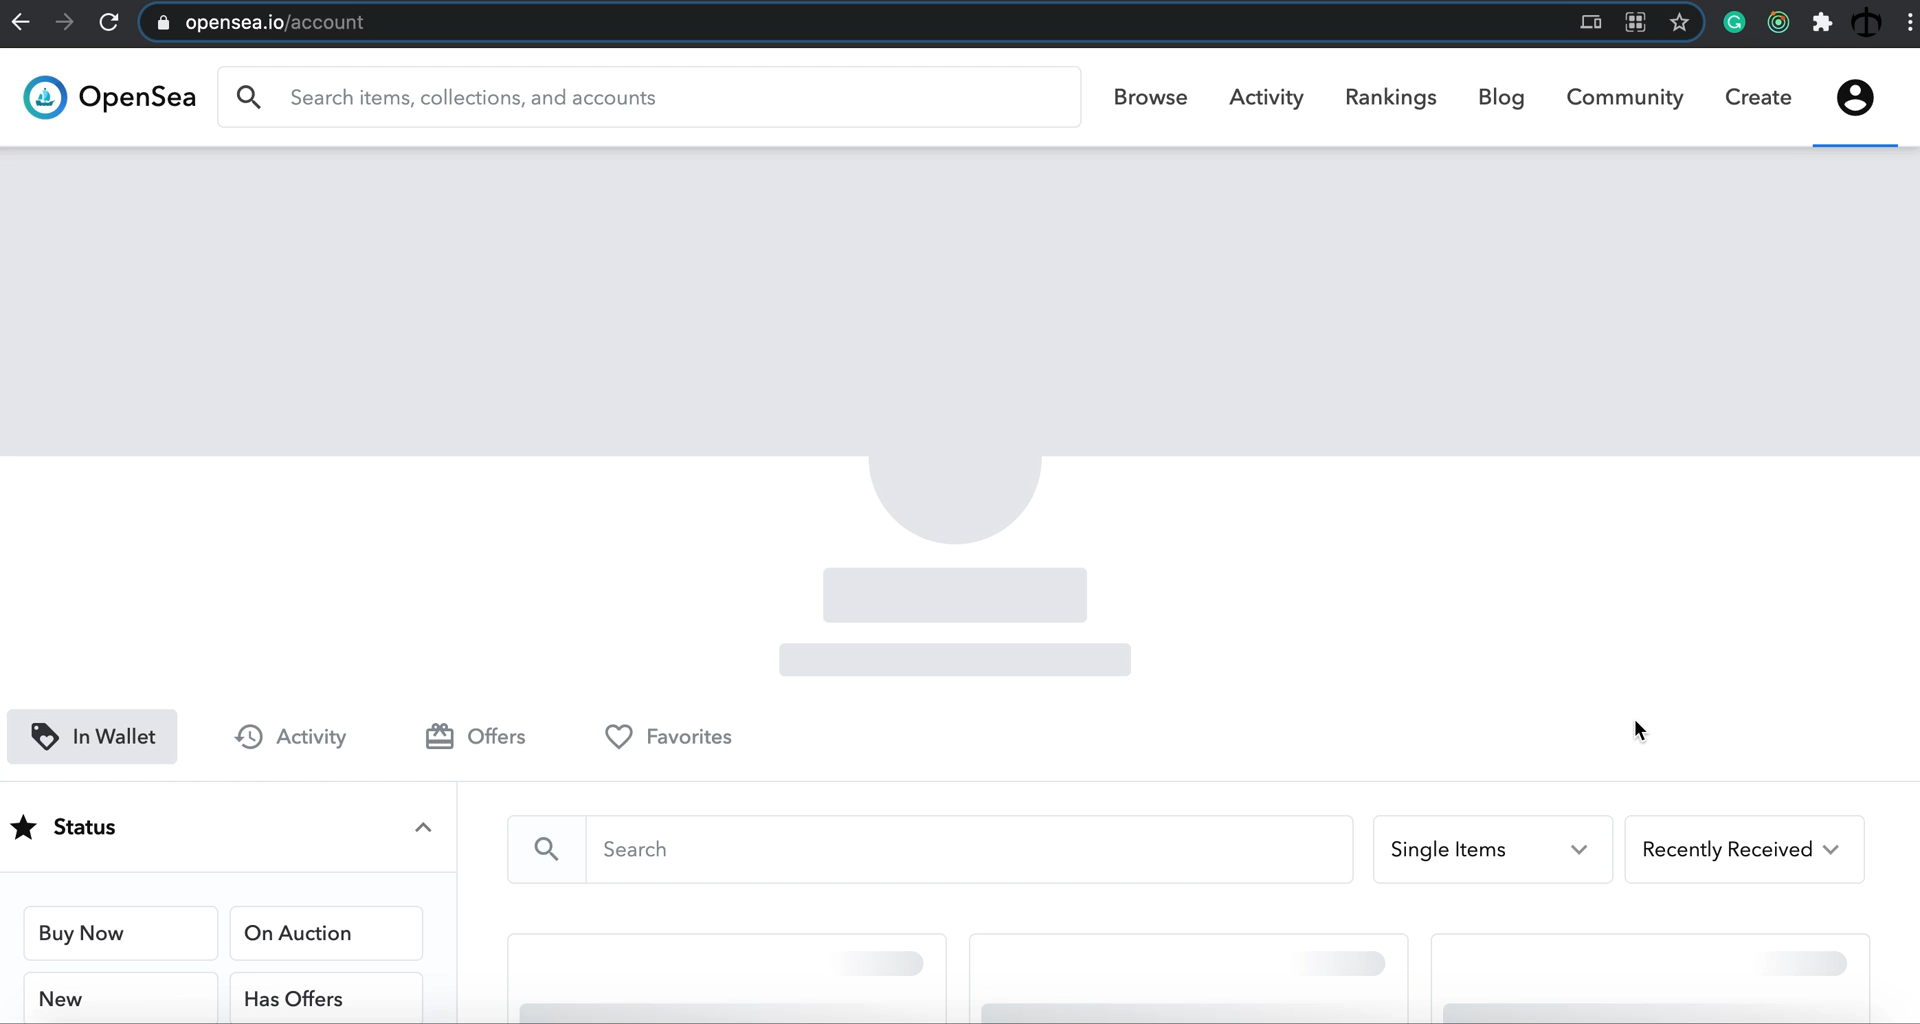 opensea.io/account
OpenSea
Search items, collections, and accounts
Browse
Activity
Rankings
Blog
Community
Create
In Wallet
Activity
Offers
Favorites
Status
Search
Single Items
Recently Received
Buy Now
On Auction
New
Has Offers